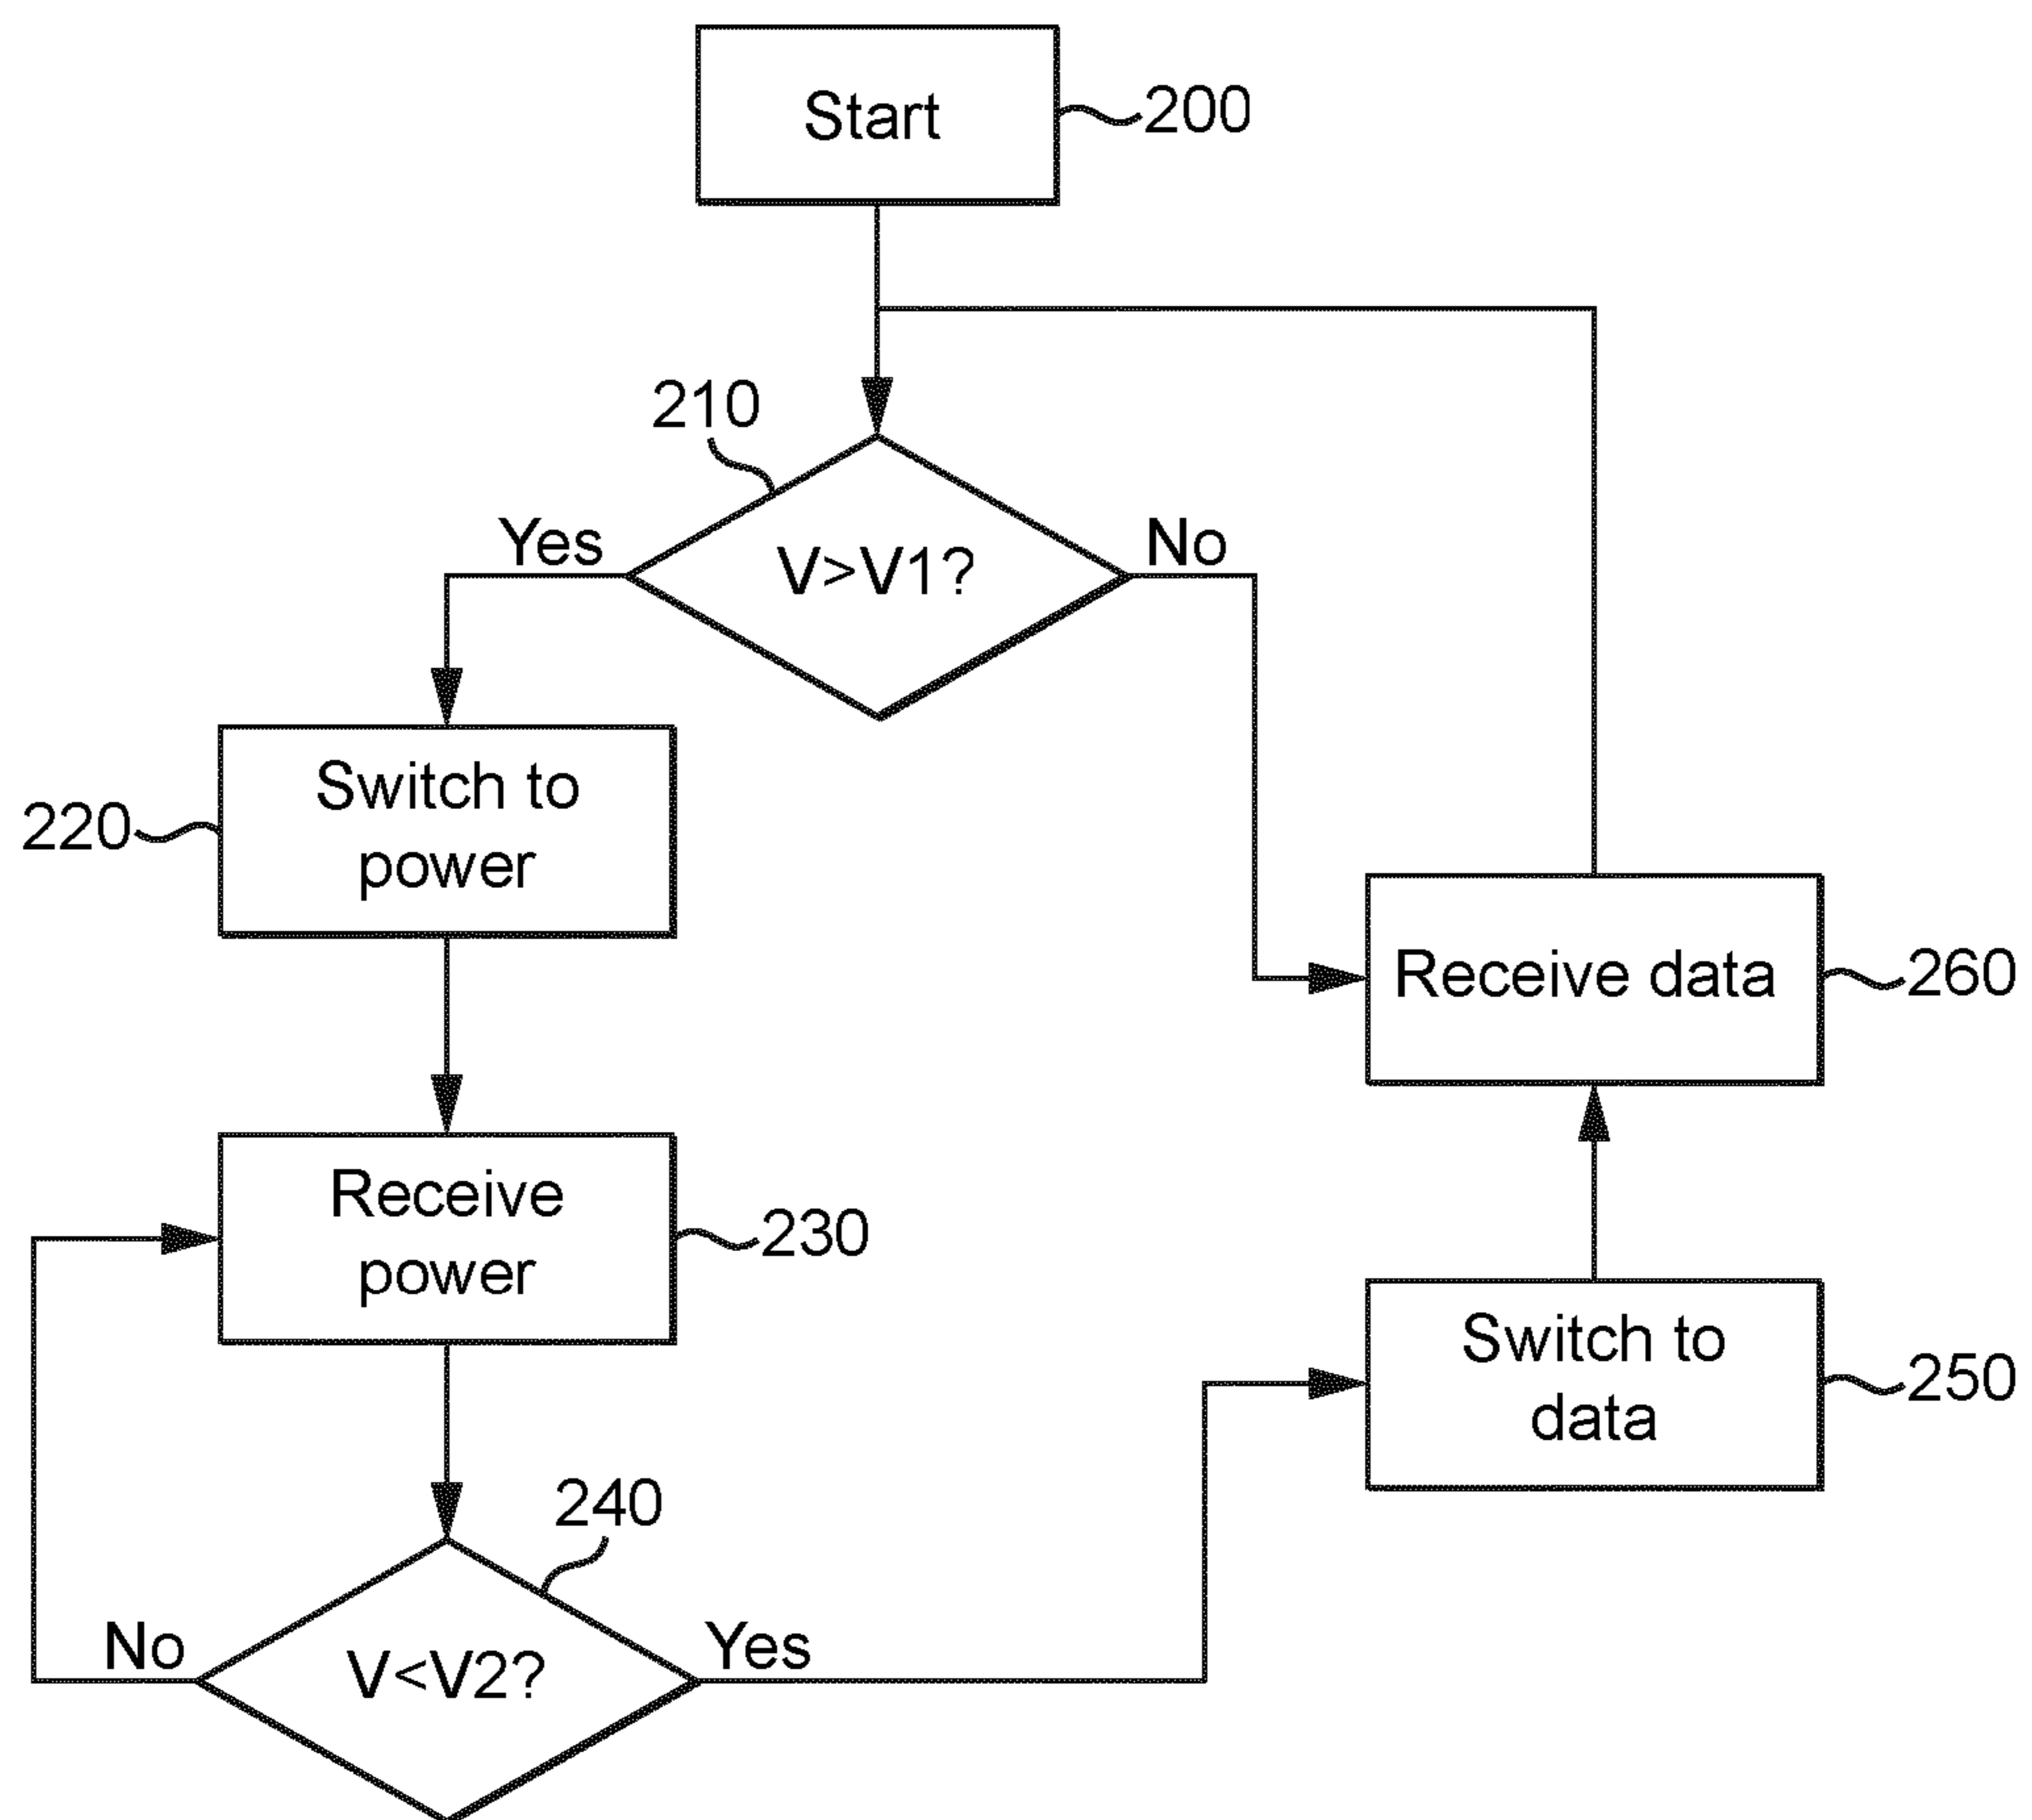 Start
200
210
Yes
V>V1?
No
Switch to
power
220
Receive data
260
Receive
power
230
Switch to
data
250
240
No
V<V2?
Yes